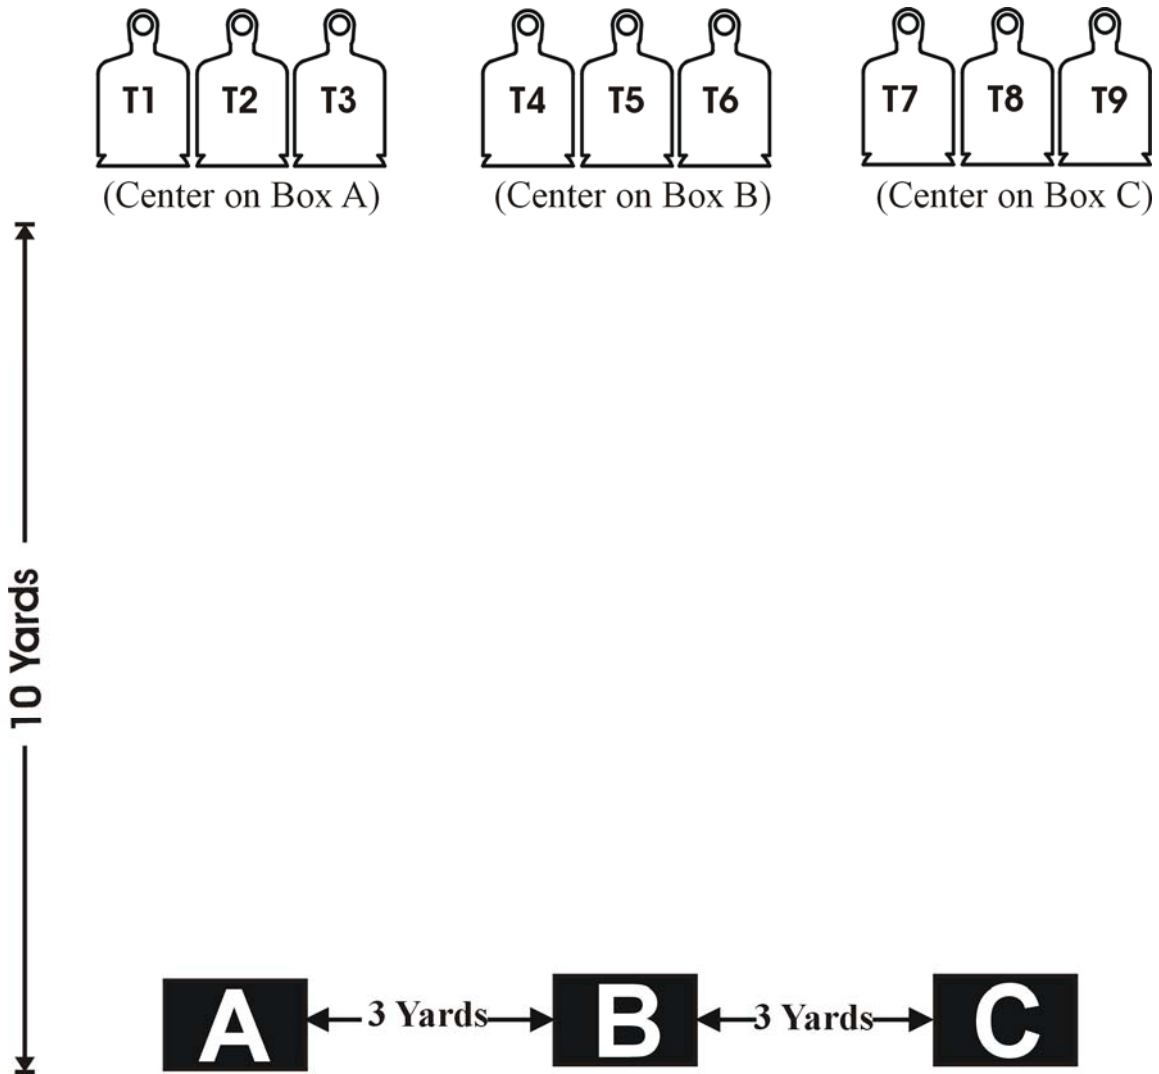 T1 T2 T3 T4 T5 T6 T7 T8 T9
(Center on Box A) (Center on Box B) (Center on Box C)
10 Yards
A 3 Yards B 3 Yards C